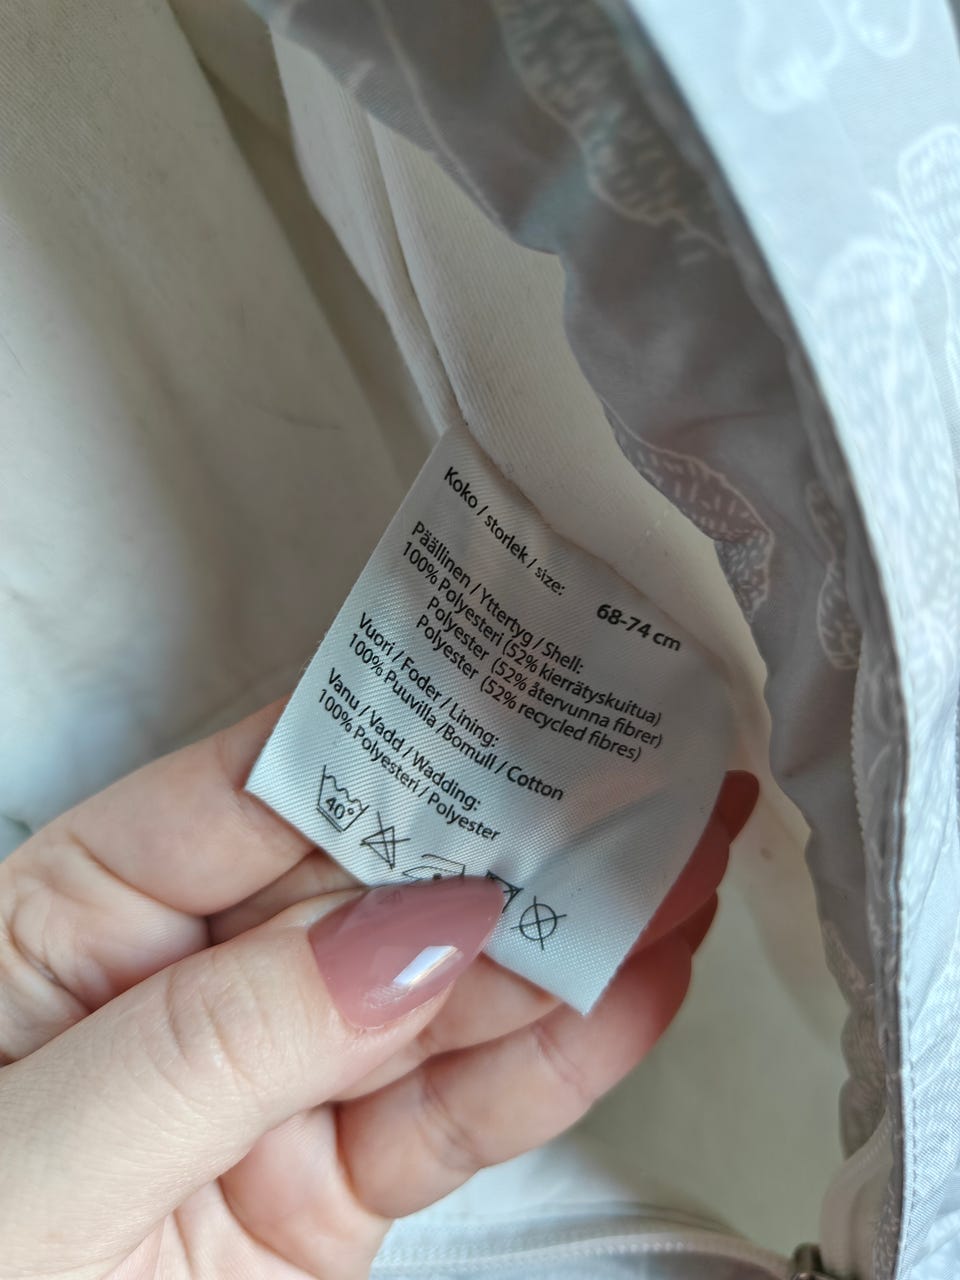 Koko / storlek / size:
68-74 cm
Päällinen / Yttertyg / Shell:
100% Polyesteri (52% kierrätyskuitua)
Polyester (52% återvunna fibrer)
Polyester (52% recycled fibres)
Vuori / Foder / Lining:
100% Puuvilla /Bomull / Cotton
Vanu / Vadd / Wadding:
100% Polyesteri / Polyester
40°